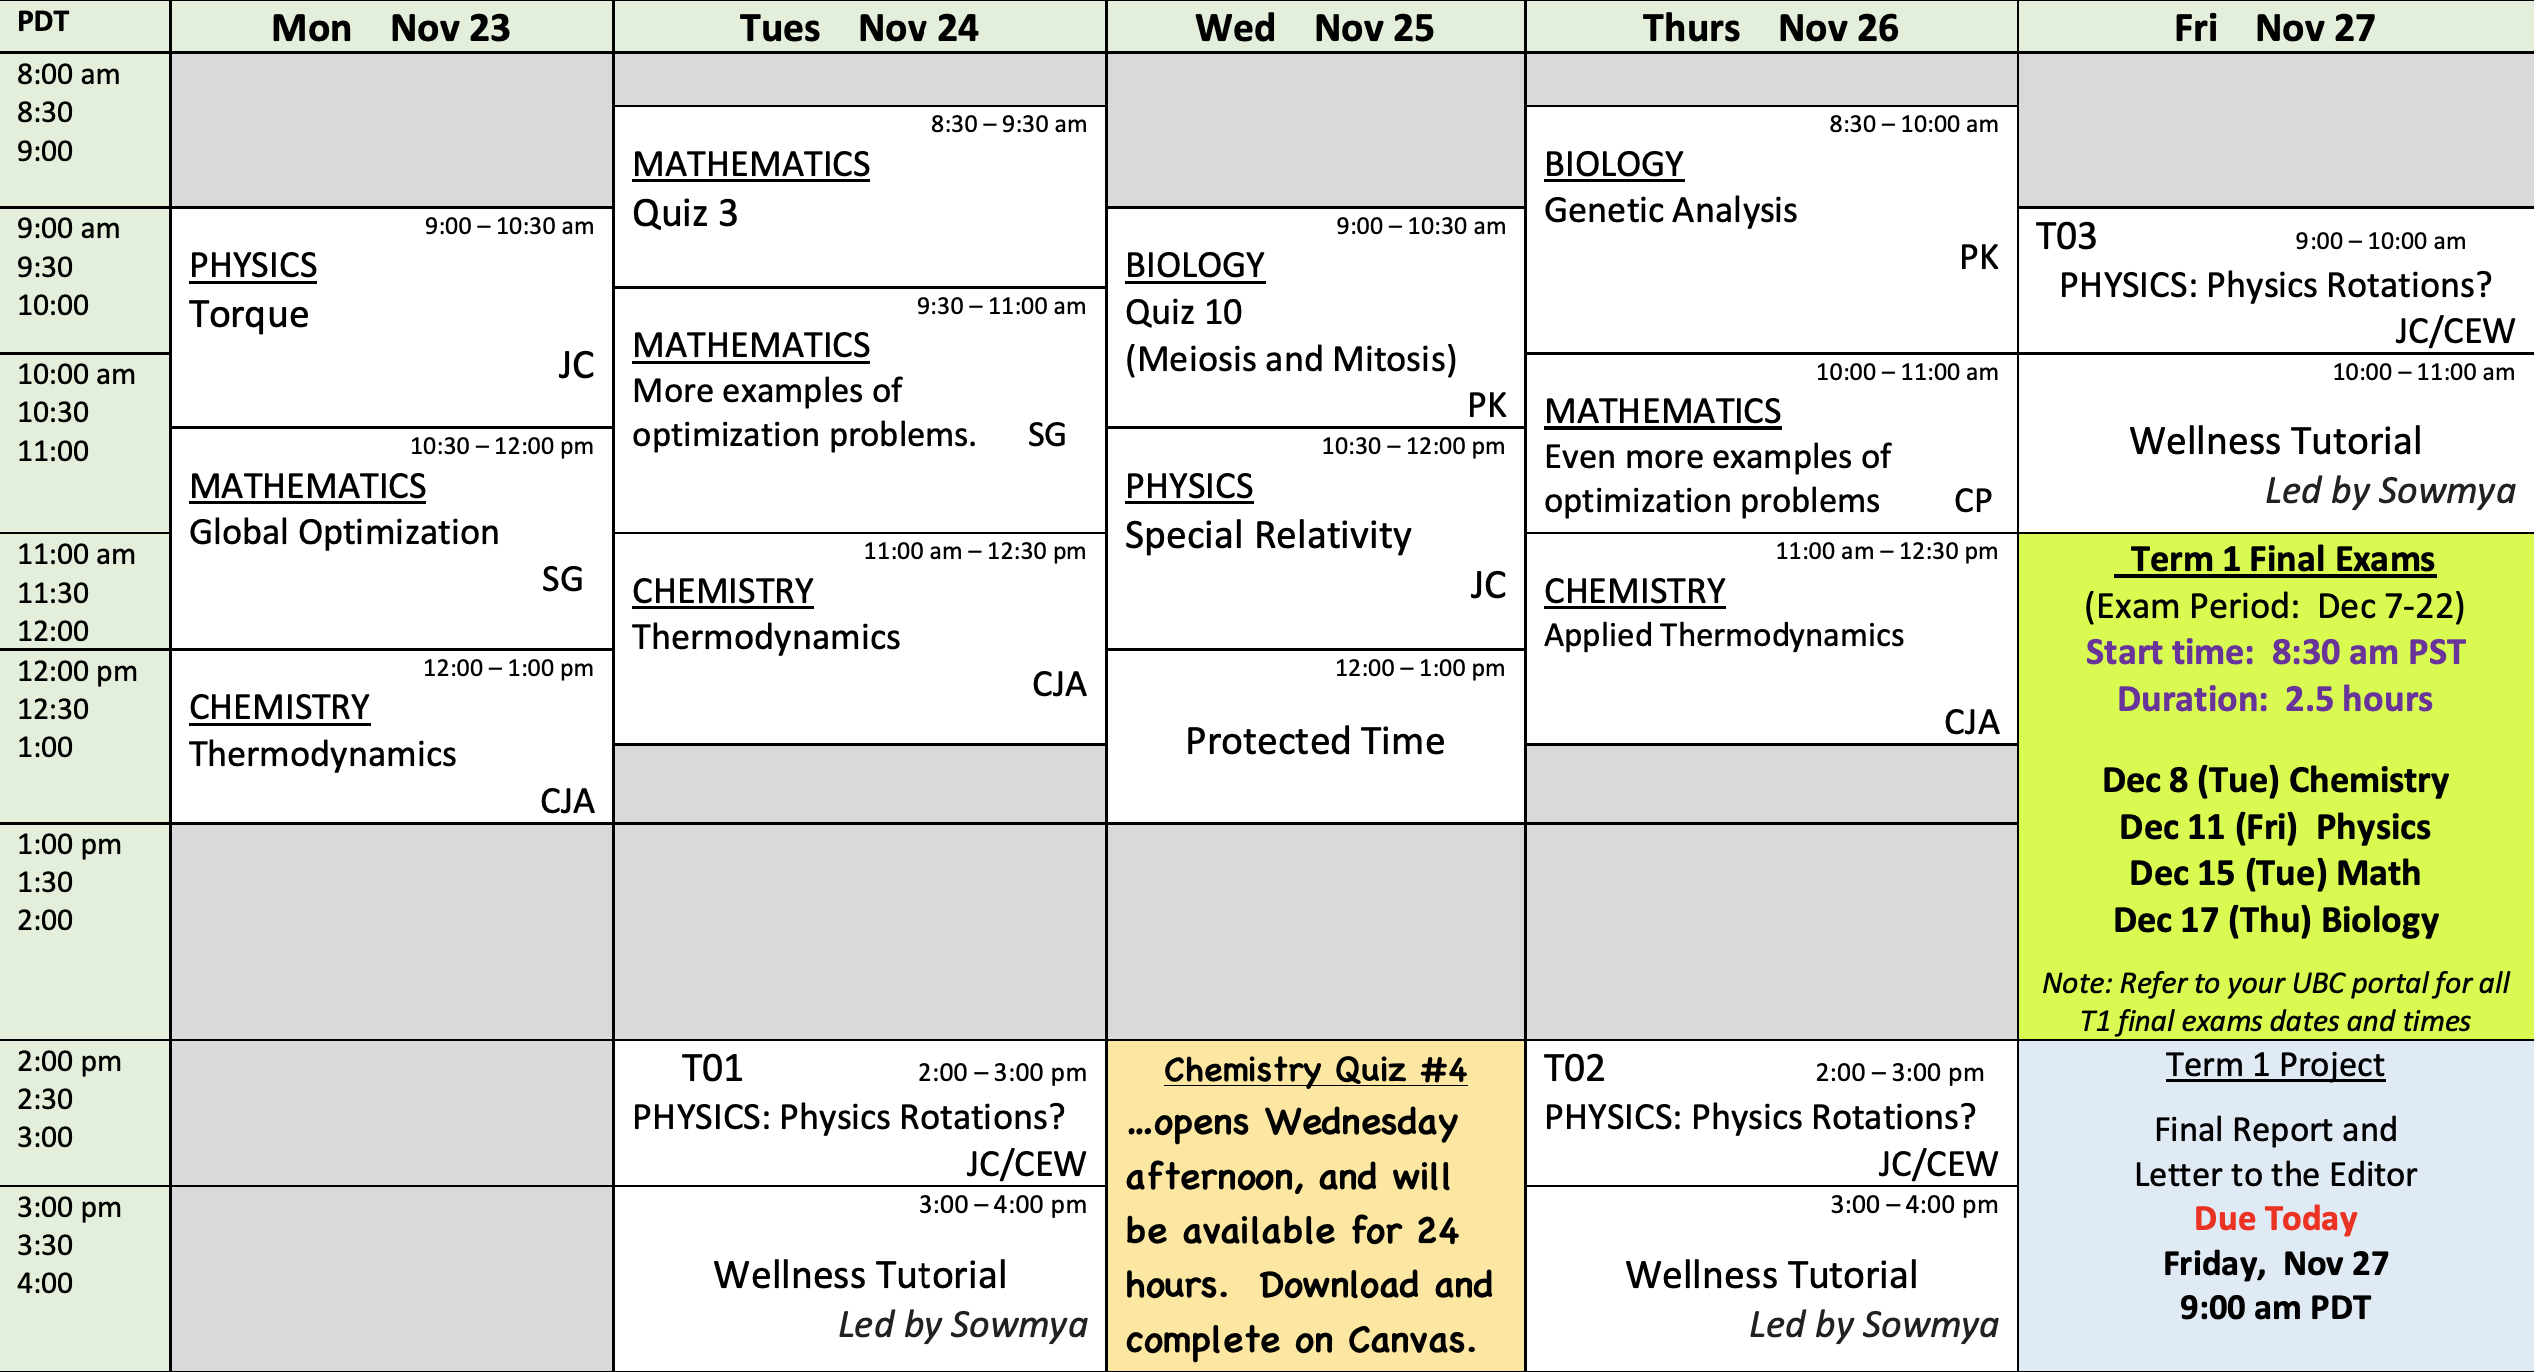 PDT
Mon Nov 23
Tues Nov 24
Wed Nov 25
Thurs Nov 26
Fri Nov 27
8:00 am
8:30
9:00
9:00 am
9:30
10:00
10:00 am
10:30
11:00
11:00 am
11:30
12:00
12:00 pm
12:30
1:00
1:00 pm
1:30
2:00
2:00 pm
2:30
3:00
3:00 pm
3:30
4:00
9:00 – 10:30 am
PHYSICS
Torque
JC
10:30 – 12:00 pm
MATHEMATICS
Global Optimization
SG
12:00 – 1:00 pm
CHEMISTRY
Thermodynamics
CJA
8:30 – 9:30 am
MATHEMATICS
Quiz 3
9:30 – 11:00 am
MATHEMATICS
More examples of
optimization problems. SG
11:00 am – 12:30 pm
CHEMISTRY
Thermodynamics
CJA
T01 2:00 – 3:00 pm
PHYSICS: Physics Rotations?
JC/CEW
3:00 – 4:00 pm
Wellness Tutorial
Led by Sowmya
9:00 – 10:30 am
BIOLOGY
Quiz 10
(Meiosis and Mitosis)
PK
10:30 – 12:00 pm
PHYSICS
Special Relativity
JC
12:00 – 1:00 pm
Protected Time
Chemistry Quiz #4
...opens Wednesday
afternoon, and will
be available for 24
hours. Download and
complete on Canvas.
8:30 – 10:00 am
BIOLOGY
Genetic Analysis
PK
10:00 – 11:00 am
MATHEMATICS
Even more examples of
optimization problems CP
11:00 am – 12:30 pm
CHEMISTRY
Applied Thermodynamics
CJA
T02 2:00 – 3:00 pm
PHYSICS: Physics Rotations?
JC/CEW
3:00 – 4:00 pm
Wellness Tutorial
Led by Sowmya
T03 9:00 – 10:00 am
PHYSICS: Physics Rotations?
JC/CEW
10:00 – 11:00 am
Wellness Tutorial
Led by Sowmya
Term 1 Final Exams
(Exam Period: Dec 7-22)
Start time: 8:30 am PST
Duration: 2.5 hours
Dec 8 (Tue) Chemistry
Dec 11 (Fri) Physics
Dec 15 (Tue) Math
Dec 17 (Thu) Biology
Note: Refer to your UBC portal for all
T1 final exams dates and times
Term 1 Project
Final Report and
Letter to the Editor
Due Today
Friday, Nov 27
9:00 am PDT